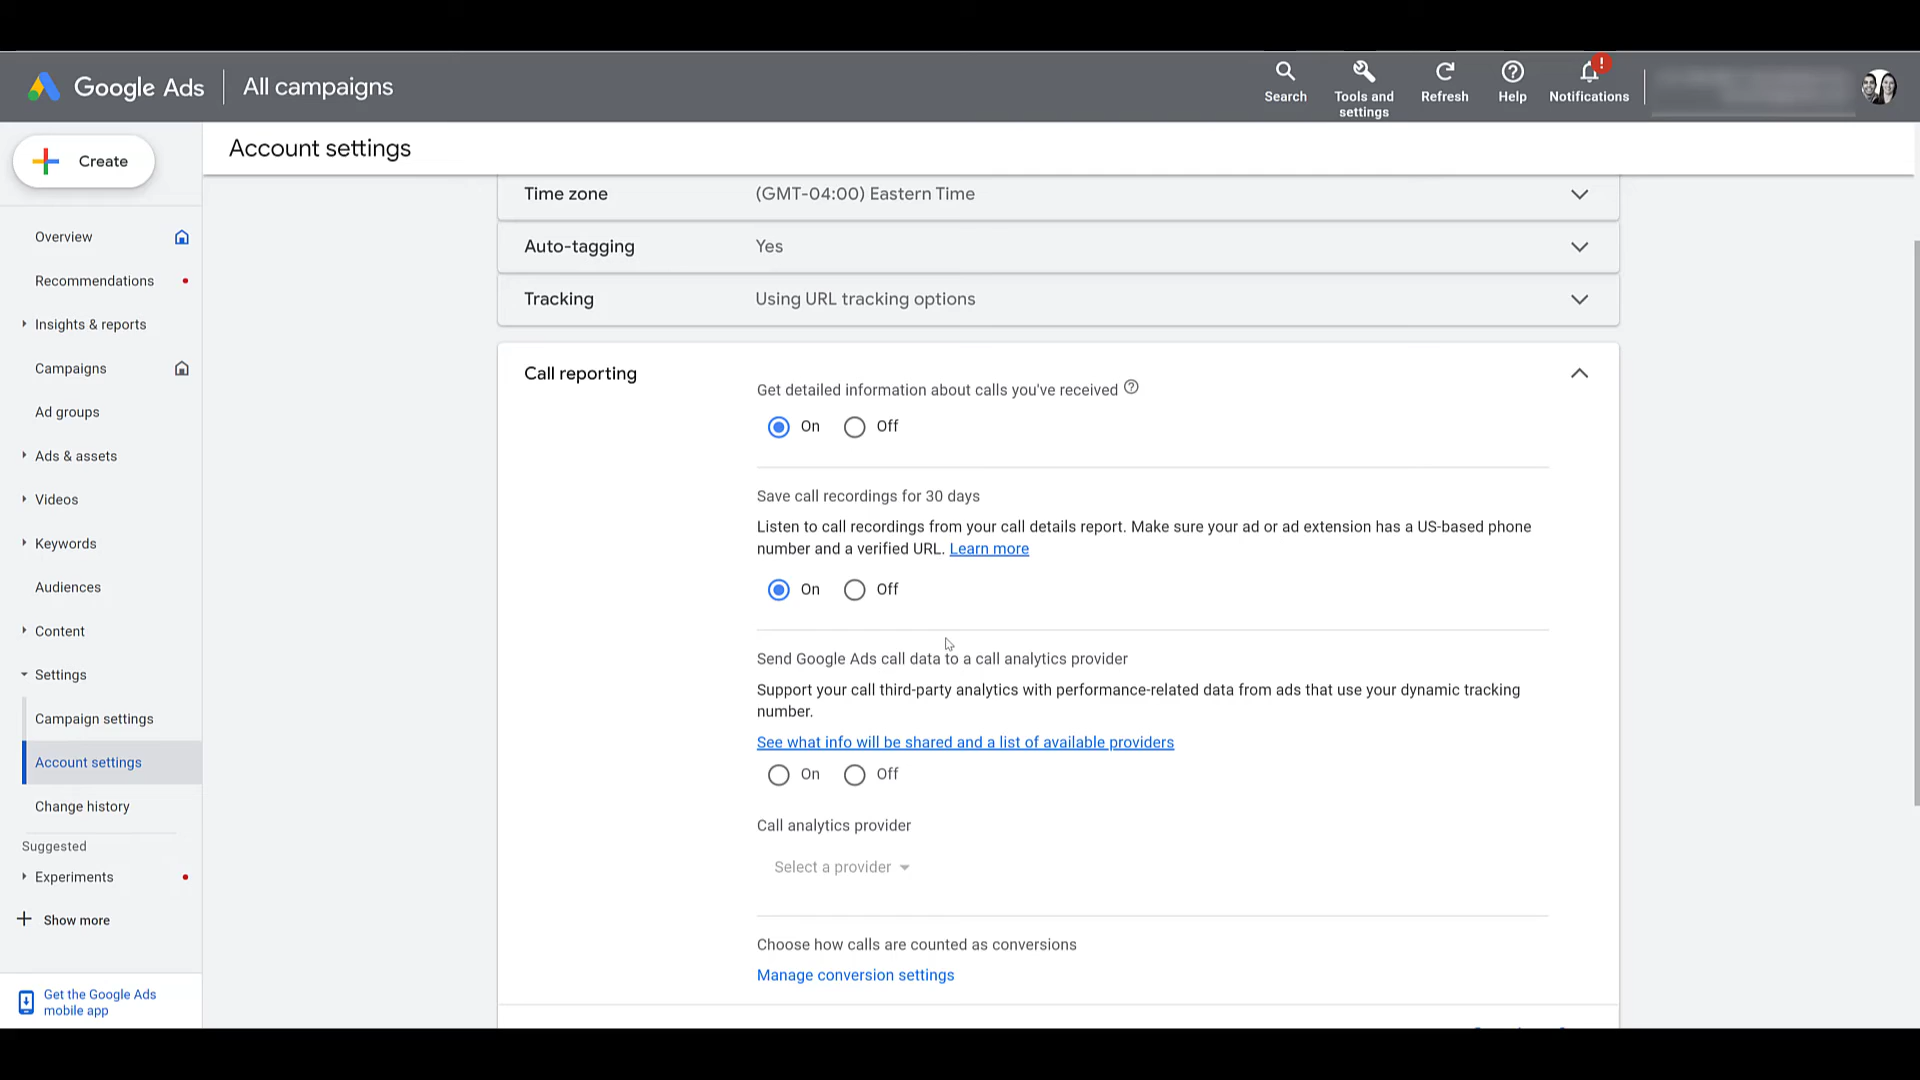 Google Ads
All campaigns
Search
Tools and
settings
Refresh
Help
!
Notifications
Create
Account settings
Overview
Recommendations
Insights & reports
Campaigns
Ad groups
Ads & assets
Videos
Keywords
Audiences
Content
Settings
Campaign settings
Account settings
Change history
Suggested
Experiments
Show more
Get the Google Ads
mobile app
Time zone
(GMT-04:00) Eastern Time
Auto-tagging
Yes
Tracking
Using URL tracking options
Call reporting
Get detailed information about calls you've received
On Off
Save call recordings for 30 days
Listen to call recordings from your call details report. Make sure your ad or ad extension has a US-based phone
number and a verified URL. Learn more
On Off
Send Google Ads call data to a call analytics provider
Support your call third-party analytics with performance-related data from ads that use your dynamic tracking
number.
See what info will be shared and a list of available providers
On Off
Call analytics provider
Select a provider
Choose how calls are counted as conversions
Manage conversion settings